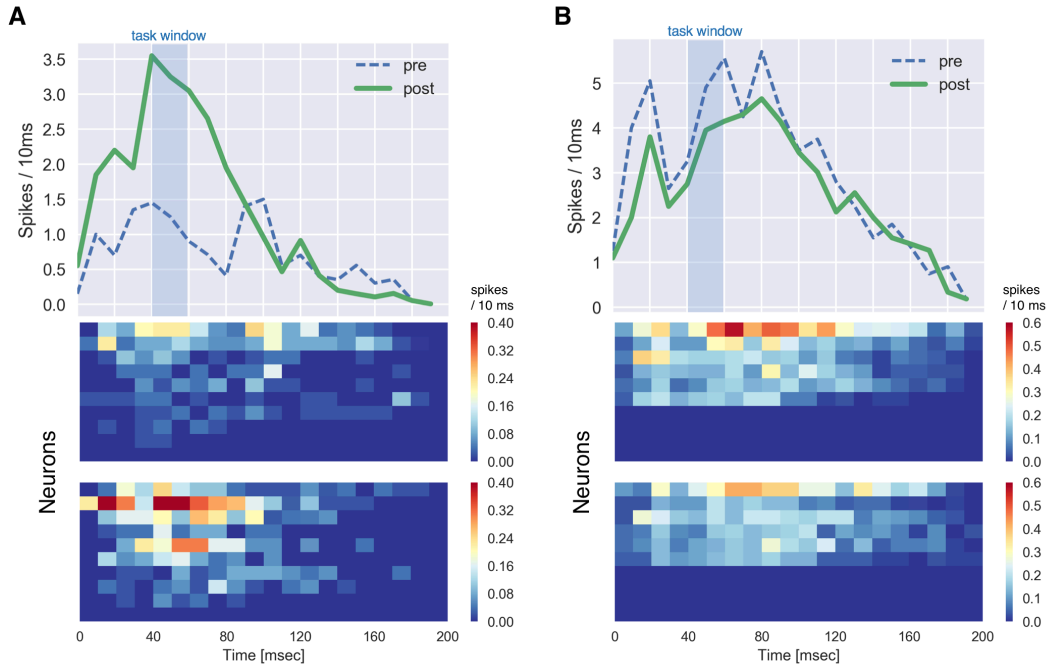 A
task window
pre
post
Spikes / 10ms
3.5
3.0
2.5
2.0
1.5
1.0
0.5
0.0
spikes
/ 10 ms
0.40
0.32
0.24
0.16
0.08
0.00
Neurons
0.40
0.32
0.24
0.16
0.08
0.00
0 40 80 120 160 200
Time [msec]
B
task window
pre
post
Spikes / 10ms
5
4
3
2
1
0
spikes
/ 10 ms
0.6
0.5
0.4
0.3
0.2
0.1
0.0
Neurons
0.6
0.5
0.4
0.3
0.2
0.1
0.0
0 40 80 120 160 200
Time [msec]